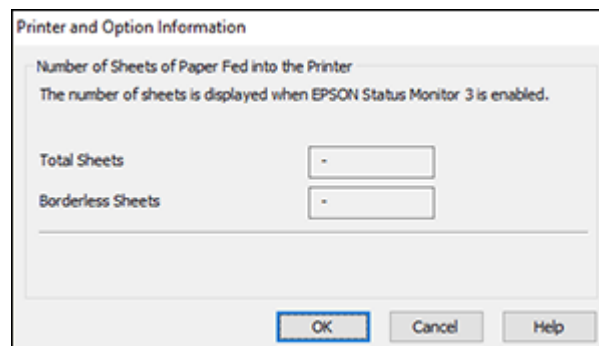 Printer and Option Information
Number of Sheets of Paper Fed into the Printer
The number of sheets is displayed when EPSON Status Monitor 3 is enabled.
Total Sheets -
Borderless Sheets -
OK Cancel Help